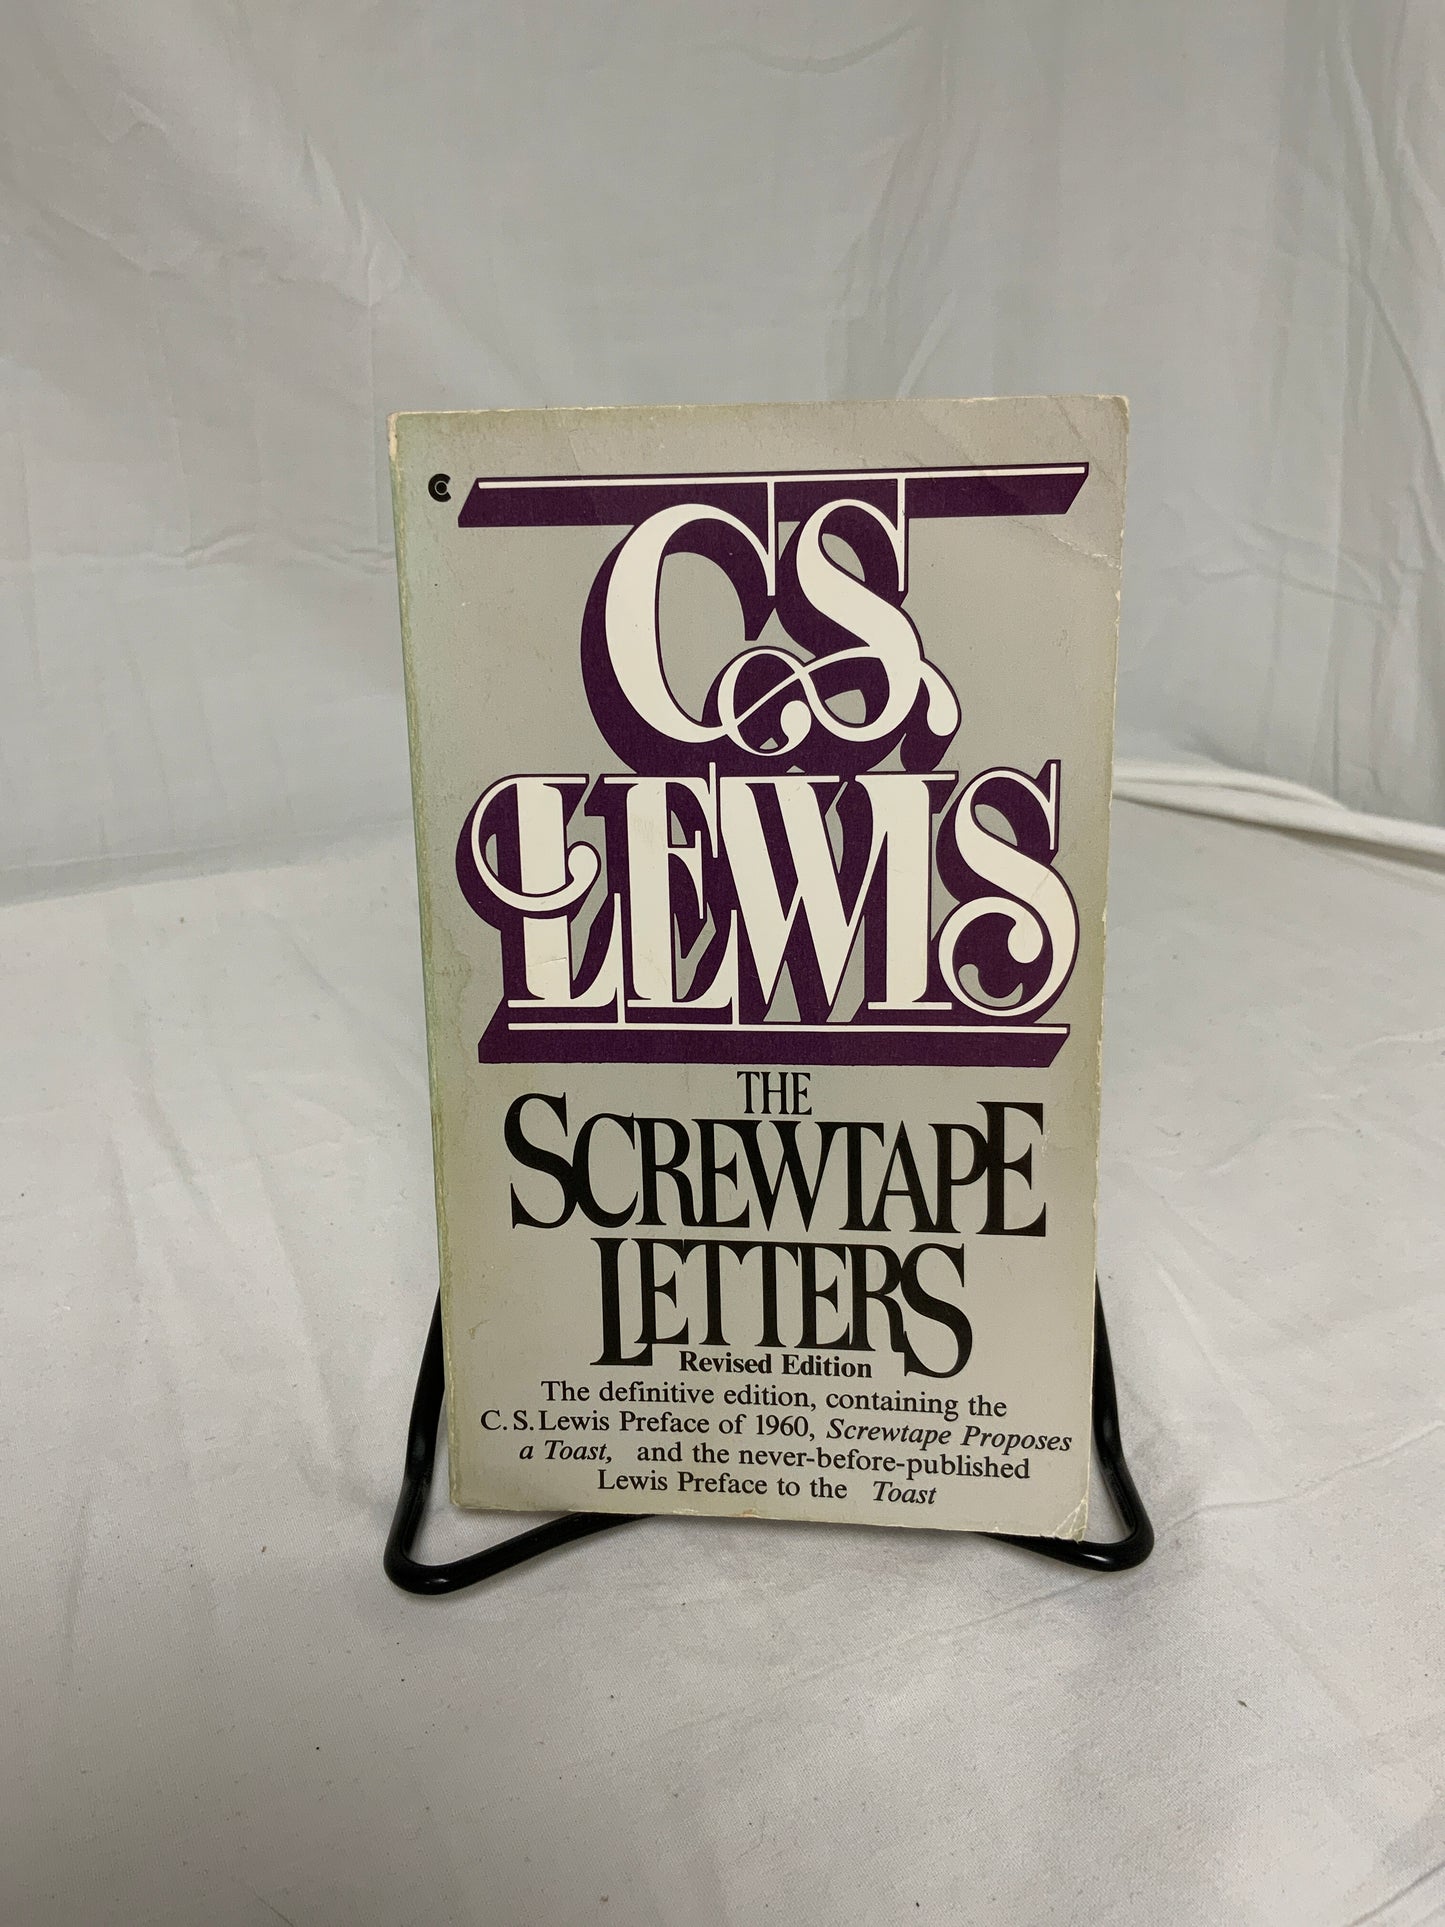 C.S.
LEWIS
THE
SCREWTAPE
LETTERS
Revised Edition
The definitive edition, containing the
C. S. Lewis Preface of 1960, Screwtape Proposes
a Toast, and the never-before-published
Lewis Preface to the Toast